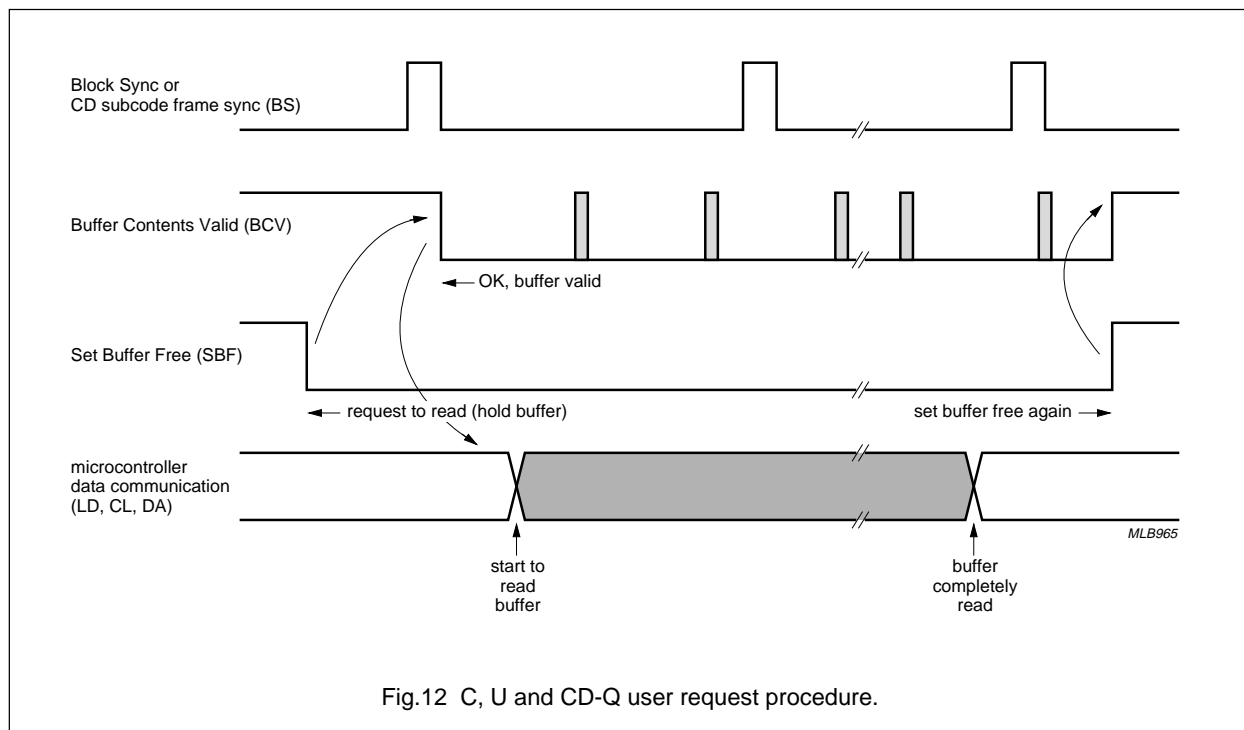 Block Sync or
CD subcode frame sync (BS)
Buffer Contents Valid (BCV)
OK, buffer valid
Set Buffer Free (SBF)
request to read (hold buffer)
set buffer free again
microcontroller
data communication
(LD, CL, DA)
MLB965
start to
read
buffer
buffer
completely
read
Fig.12 C, U and CD-Q user request procedure.